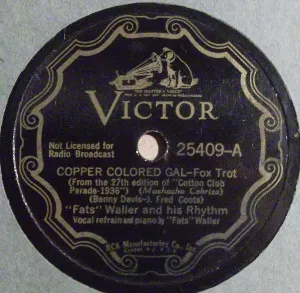 "HIS MASTER'S VOICE"
VICTOR
Not Licensed for
Radio Broadcast
25409-A
COPPER COLORED GAL-Fox Trot
(From the 27th edition of "Cotton Club
Parade-1936") (Muchacha Cobriza)
(Benny Davis-J. Fred Coots)
"Fats" Waller and his Rhythm
Vocal refrain and piano by "Fats" Waller
RCA Manufacturing Co., Inc.